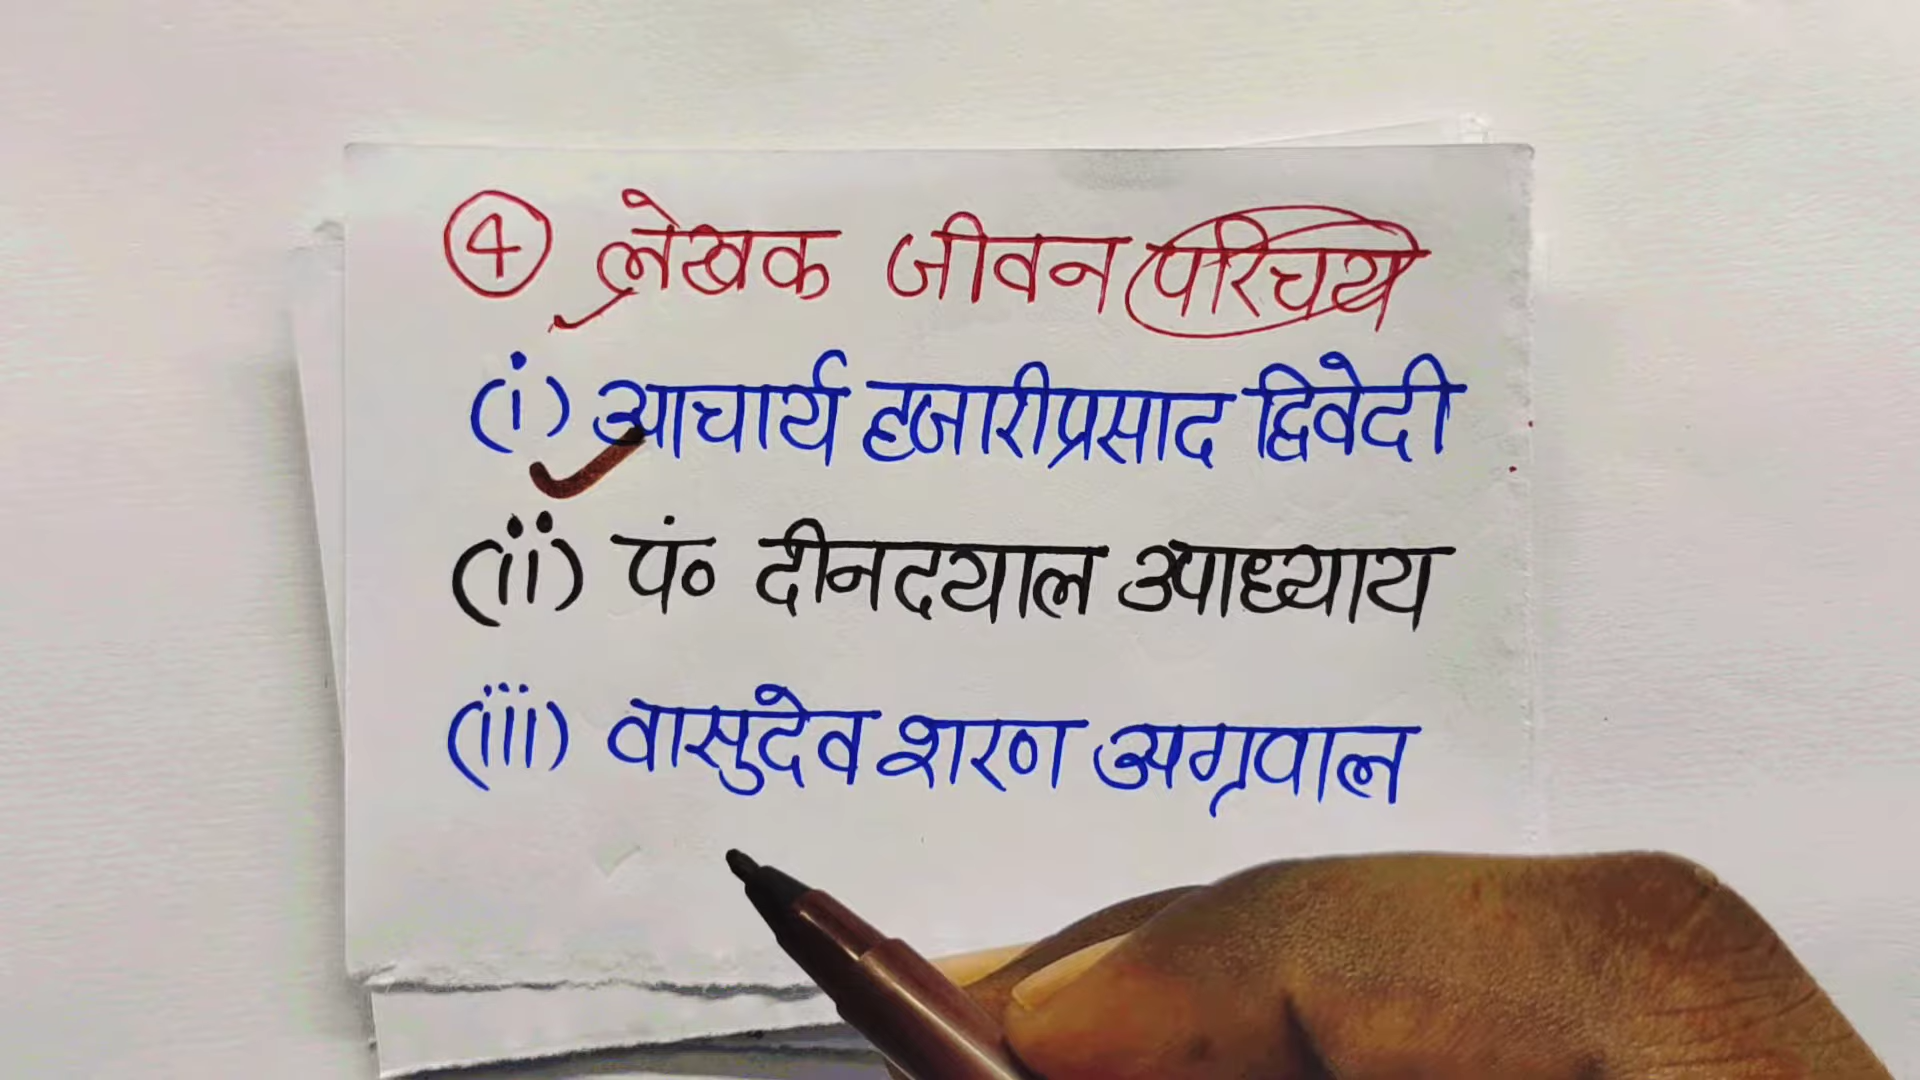 ④ लेखक जीवन परिचय
(i) आचार्य हजारीप्रसाद द्विवेदी
(ii) पं० दीनदयाल उपाध्याय
(iii) वासुदेव शरण अग्रवाल